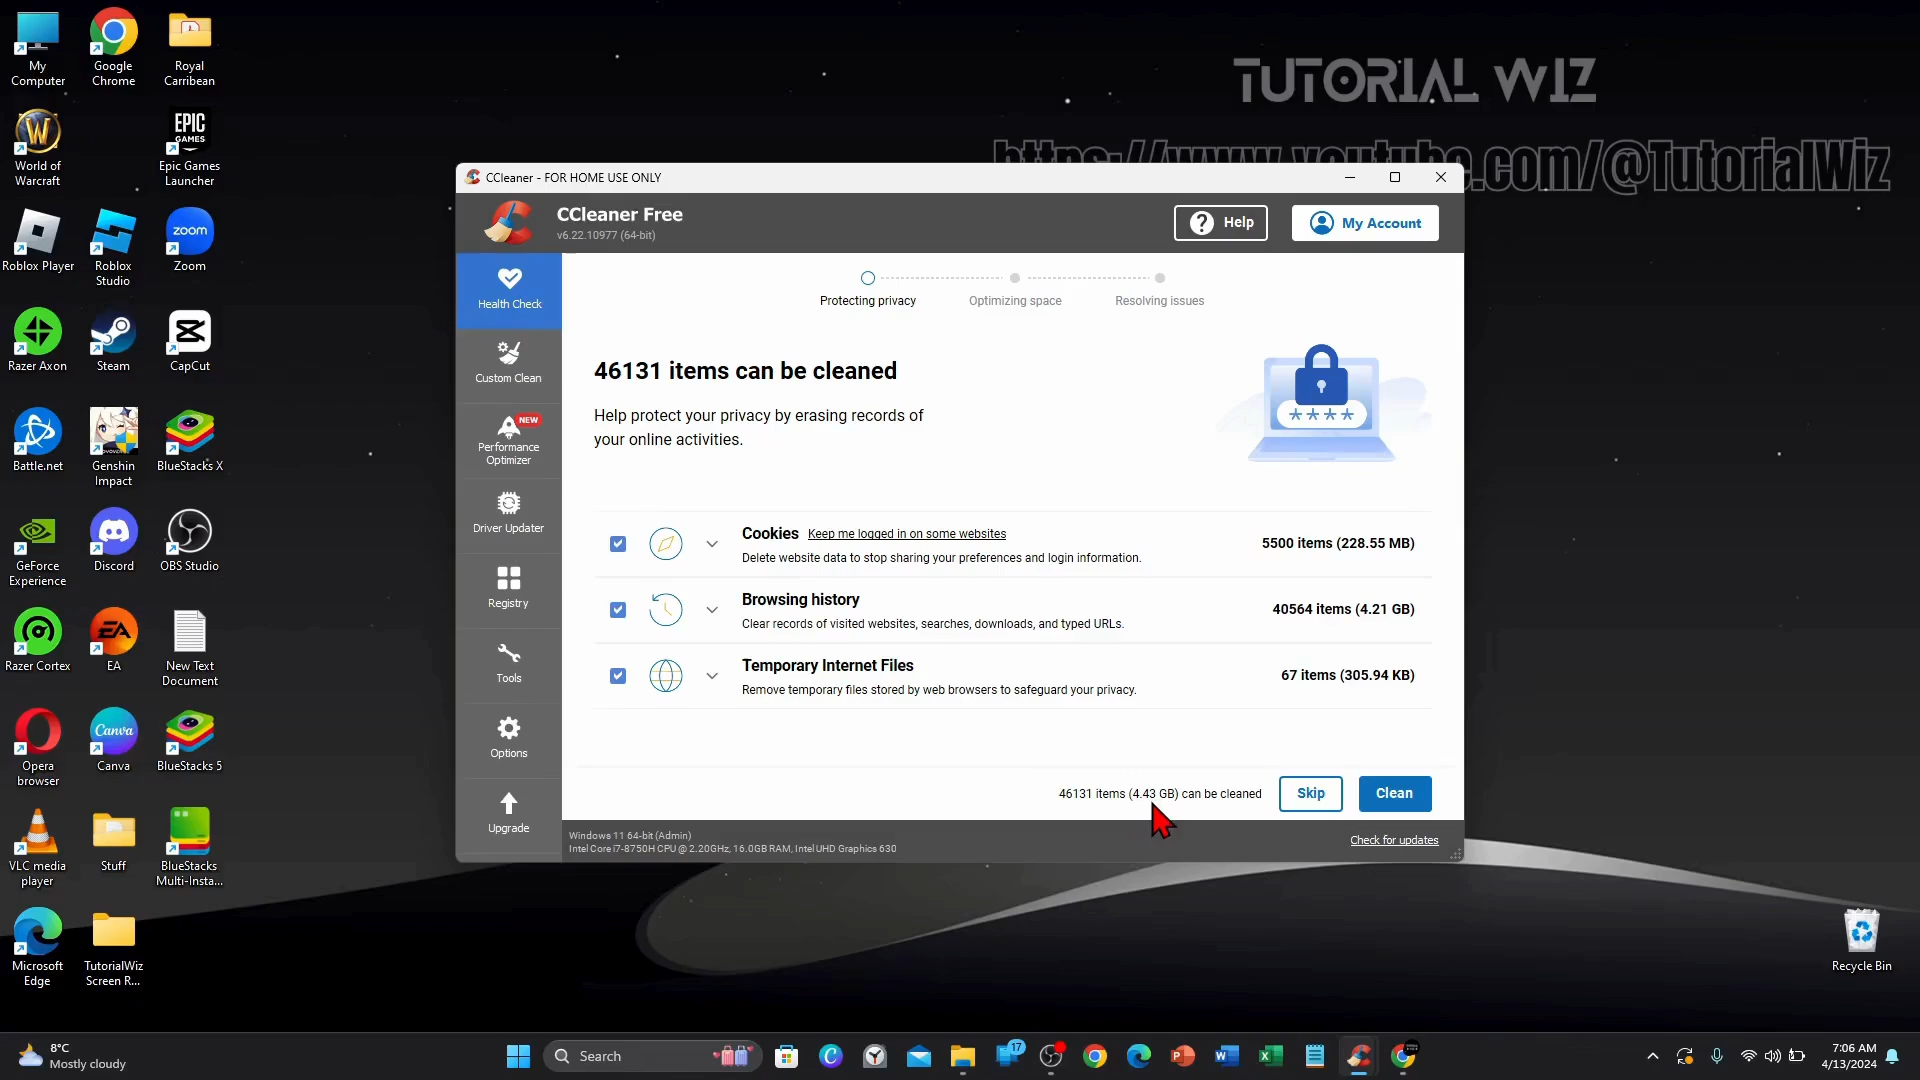 My
Computer
Google
Chrome
Royal
Carribean
World of
Warcraft
EPIC
GAMES
Epic Games
Launcher
Roblox Player
Roblox
Studio
zoom
Zoom
Razer Axon
Steam
CapCut
Battle.net
Genshin
Impact
BlueStacks X
GeForce
Experience
Discord
OBS Studio
Razer Cortex
EA
EA
New Text
Document
Opera
browser
Canva
Canva
BlueStacks 5
VLC media
player
Stuff
BlueStacks
Multi-Insta...
Microsoft
Edge
TutorialWiz
Screen R...
TUTORIAL WIZ
https://www.youtube.com/@TutorialWiz
CCleaner - FOR HOME USE ONLY
CCleaner Free
v6.22.10977 (64-bit)
? Help
My Account
Health Check
Custom Clean
NEW
Performance
Optimizer
Driver Updater
Registry
Tools
Options
Upgrade
Protecting privacy
Optimizing space
Resolving issues
46131 items can be cleaned
Help protect your privacy by erasing records of
your online activities.
****
Cookies Keep me logged in on some websites
Delete website data to stop sharing your preferences and login information.
5500 items (228.55 MB)
Browsing history
Clear records of visited websites, searches, downloads, and typed URLs.
40564 items (4.21 GB)
Temporary Internet Files
Remove temporary files stored by web browsers to safeguard your privacy.
67 items (305.94 KB)
46131 items (4.43 GB) can be cleaned
Skip
Clean
Windows 11 64-bit (Admin)
Intel Core i7-8750H CPU @ 2.20GHz, 16.0GB RAM, Intel UHD Graphics 630
Check for updates
Recycle Bin
8°C
Mostly cloudy
Search
17
7:06 AM
4/13/2024